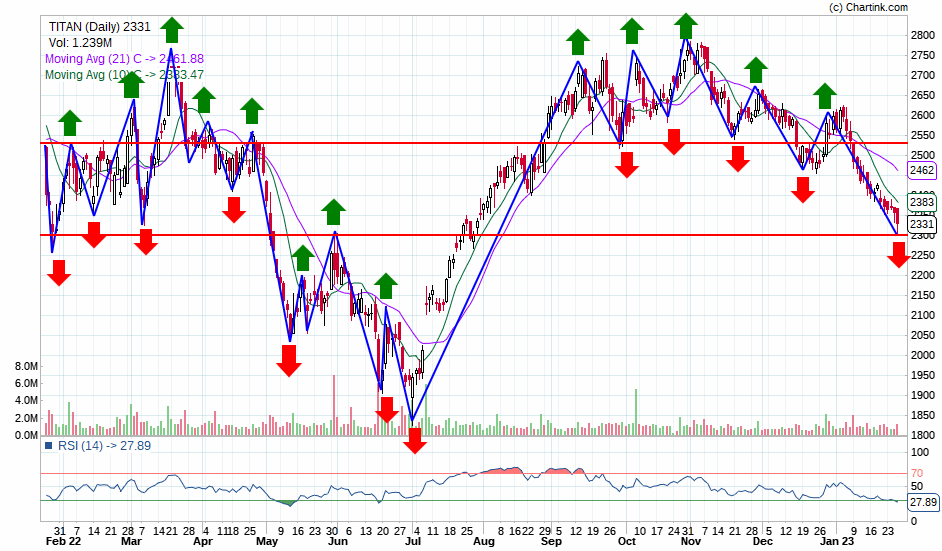 (c) Chartink.com
TITAN (Daily) 2331
Vol: 1.239M
Moving Avg (21) C -> 2461.88
Moving Avg (10) C -> 2383.47
2800
2750
2700
2650
2600
2550
2500
2462
2400
2383
2350
2331
2300
2250
2200
2150
2100
2050
2000
1950
1900
1850
1800
8.0M
6.0M
4.0M
2.0M
0.0M
RSI (14) -> 27.89
100
70
50
27.89
0
31 7 14 21 28 7 14 21 28 4 11 18 25 2 9 16 23 30 6 13 20 27 4 11 18 25 8 16 22 29 5 12 19 26 3 10 17 24 31 7 14 21 28 5 12 19 26 9 16 23
Feb 22 Mar Apr May Jun Jul Aug Sep Oct Nov Dec Jan 23